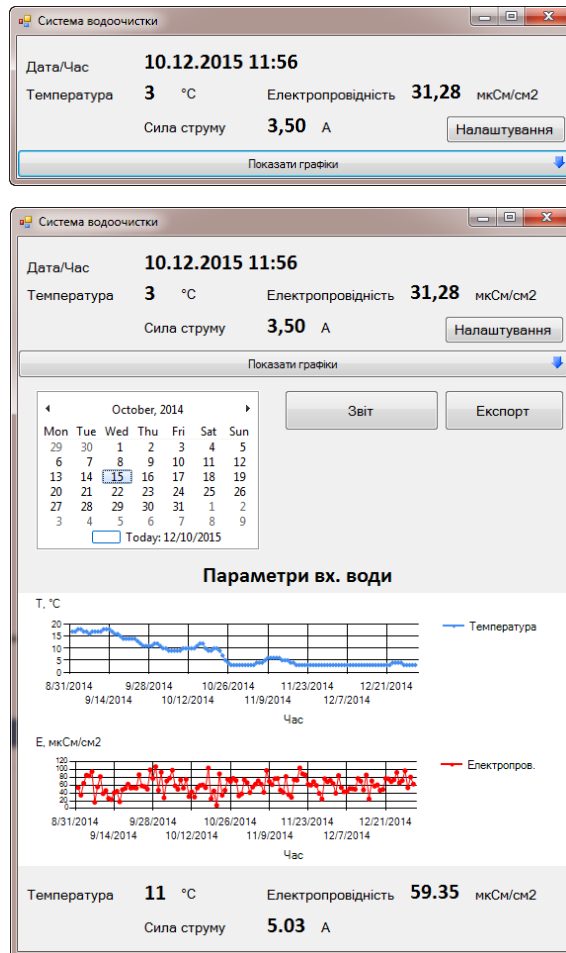 Система водоочистки
Дата/Час 10.12.2015 11:56
Температура 3 °C Електропровідність 31,28 мкСм/см2
Сила струму 3,50 А Налаштування
Показати графіки
Система водоочистки
Дата/Час 10.12.2015 11:56
Температура 3 °C Електропровідність 31,28 мкСм/см2
Сила струму 3,50 А Налаштування
Показати графіки
October, 2014 Звіт Експорт
Mon Tue Wed Thu Fri Sat Sun
29 30 1 2 3 4 5
6 7 8 9 10 11 12
13 14 15 16 17 18 19
20 21 22 23 24 25 26
27 28 29 30 31 1 2
3 4 5 6 7 8 9
Today: 12/10/2015
Параметри вх. води
T, °C
20
15
10
5
0
Температура
8/31/2014 9/28/2014 10/26/2014 11/23/2014 12/21/2014
9/14/2014 10/12/2014 11/9/2014 12/7/2014
Час
Е, мкСм/см2
120
100
80
60
40
20
0
Електропров.
8/31/2014 9/28/2014 10/26/2014 11/23/2014 12/21/2014
9/14/2014 10/12/2014 11/9/2014 12/7/2014
Час
Температура 11 °C Електропровідність 59.35 мкСм/см2
Сила струму 5.03 А